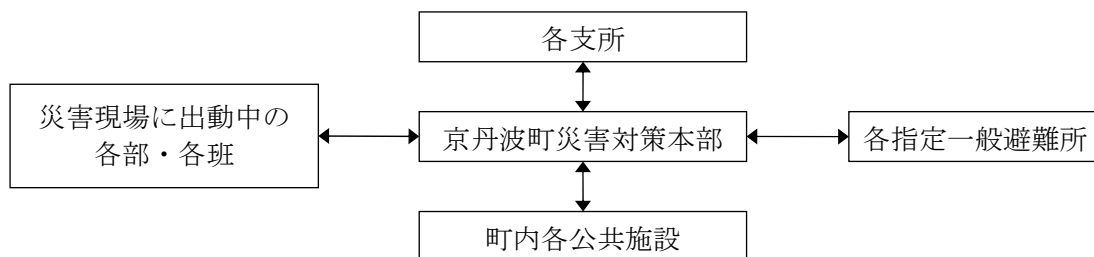 各支所
災害現場に出動中の
各部・各班
京丹波町災害対策本部
各指定一般避難所
町内各公共施設